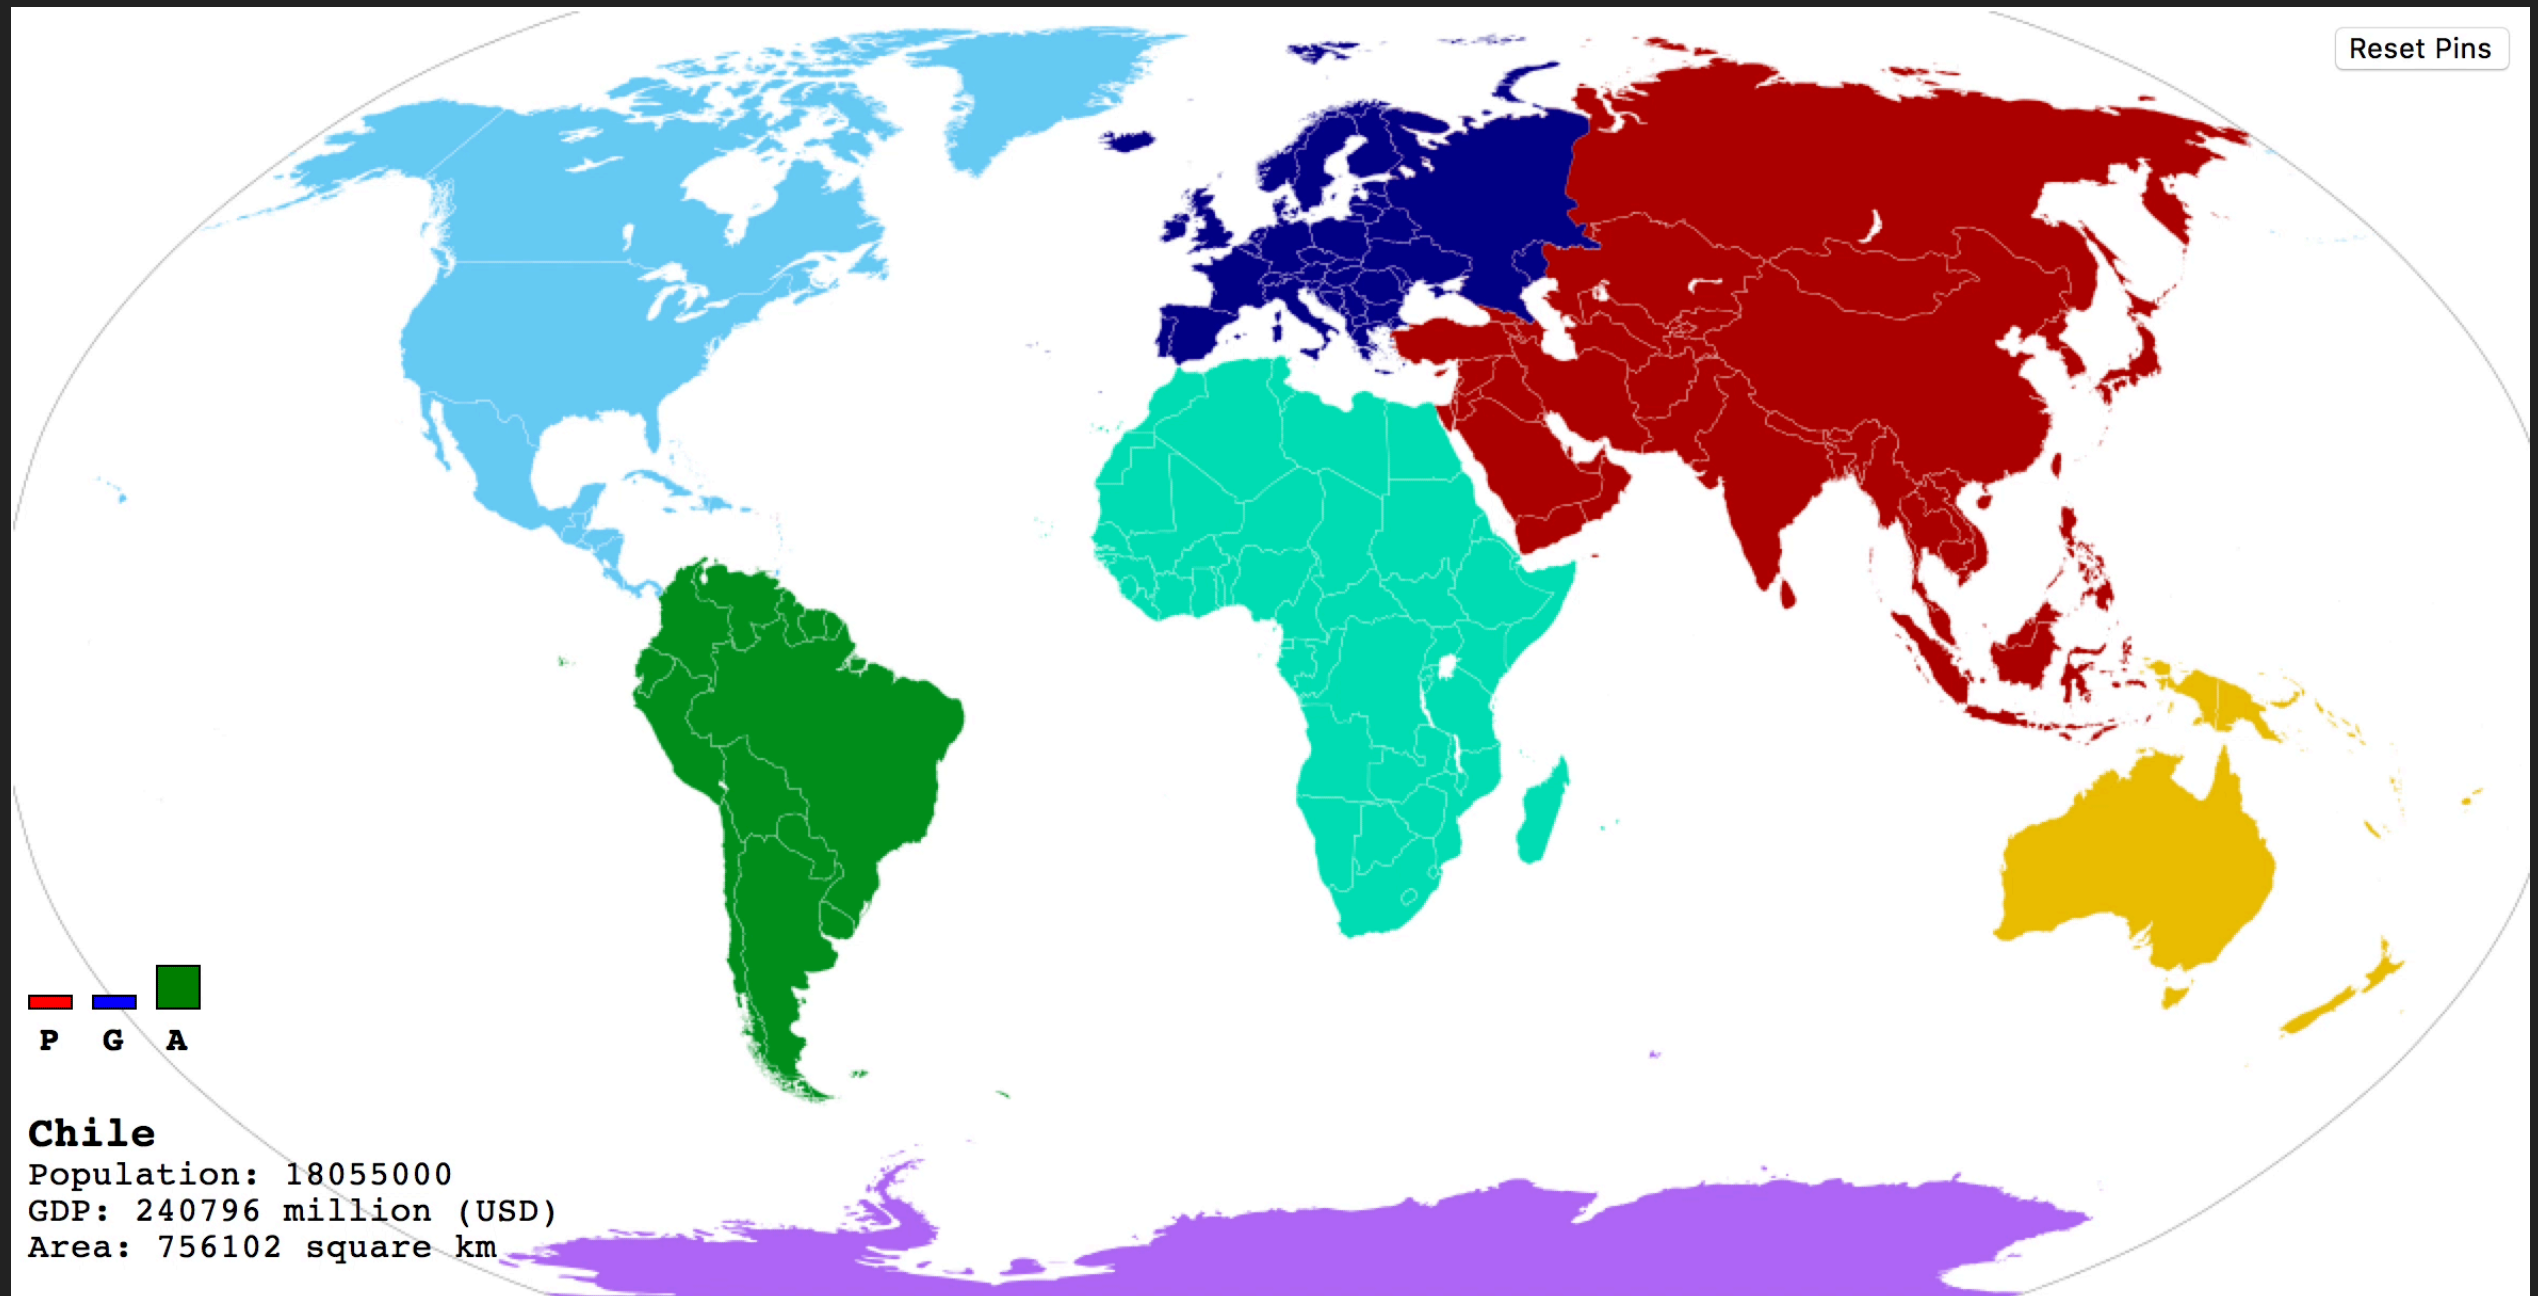 Reset Pins
P G A
Chile
Population: 18055000
GDP: 240796 million (USD)
Area: 756102 square km